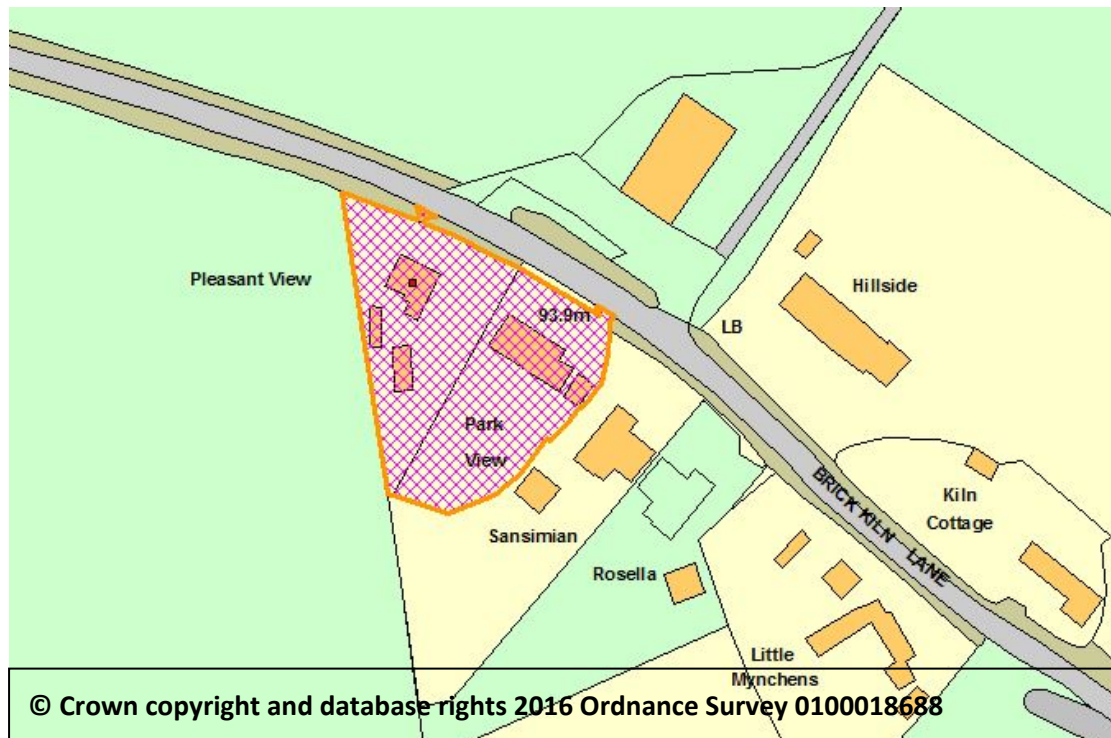 Pleasant View
Hillside
93.9m
LB
Park
View
BRICK KILN LANE
Kiln
Cottage
Sansimian
Rosella
Little
Mynchens
© Crown copyright and database rights 2016 Ordnance Survey 0100018688